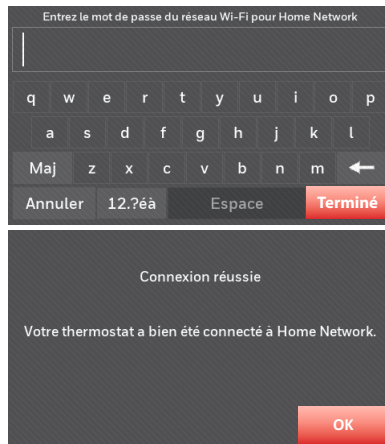 Entrez le mot de passe du réseau Wi-Fi pour Home Network
q w e r t y u i o p
a s d f g h j k l
Maj z x c v b n m ←
Annuler 12.?éà Espace Terminé
Connexion réussie
Votre thermostat a bien été connecté à Home Network.
OK